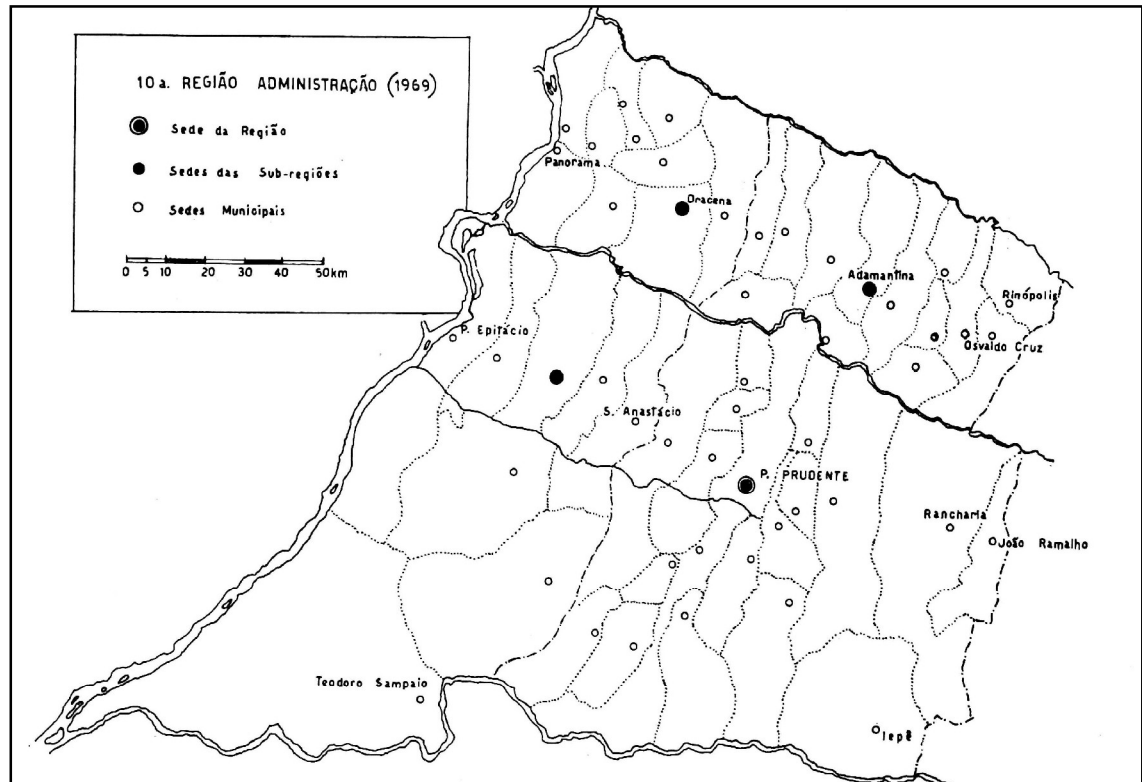 10a. REGIÃO ADMINISTRAÇÃO (1969)
Sede da Região
Sedes das Sub-regiões
Sedes Municipais
0 5 10 20 30 40 50km
Panorama
Dracena
Adamantina
Rinópolis
Osvaldo Cruz
P. Epitácio
S. Anastácio
P. PRUDENTE
Rancharia
João Ramalho
Teodoro Sampaio
Iepê